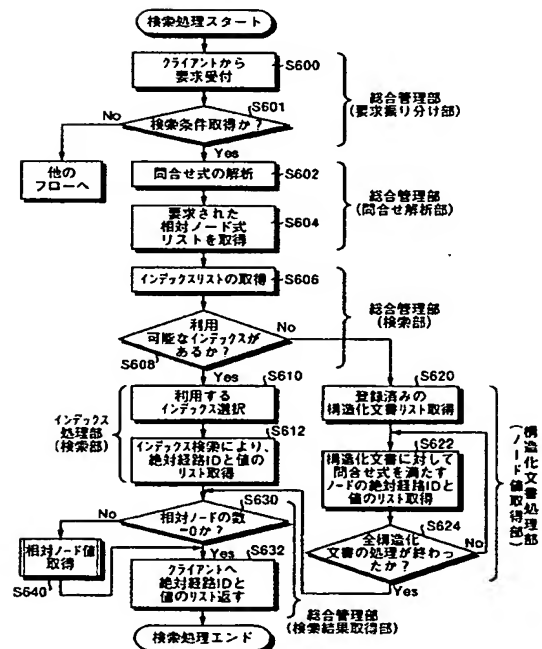 検索処理スタート
クライアントから
要求受付
S600
総合管理部
(要求振り分け部)
S601
検索条件取得か？
No
Yes
他の
フローへ
問合せ式の解析
S602
総合管理部
(問合せ解析部)
要求された
相対ノード式
リストを取得
S604
インデックスリストの取得
S606
総合管理部
(検索部)
利用
可能なインデックスが
あるか？
S608
No
Yes
S610
利用する
インデックス選択
インデックス
処理部
(検索部)
S612
インデックス検索により、
絶対経路IDと値の
リスト取得
S620
登録済みの
構造化文書リスト取得
S622
構造化文書に対して
問合せ式を満たす
ノードの絶対経路IDと
値のリスト取得
構造化文書処理部
(ノード値取得部)
S624
全構造化
文書の処理が終わっ
たか？
No
Yes
S630
相対ノードの数
=0か？
No
Yes
相対ノード値
取得
S640
S632
クライアントへ
絶対経路IDと
値のリスト返す
総合管理部
(検索結果取得部)
検索処理エンド